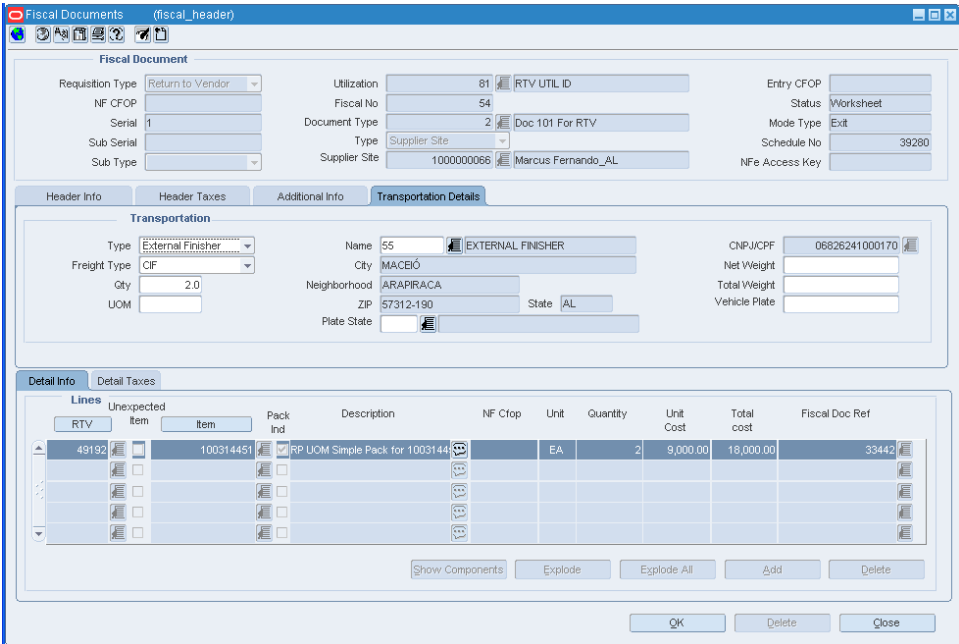 Fiscal Documents (fiscal_header)
Fiscal Document
Requisition Type Return to Vendor Utilization 81 RTV UTIL ID Entry CFOP
NF CFOP Fiscal No 54 Status Worksheet
Serial 1 Document Type 2 Doc 101 For RTV Mode Type Exit
Sub Serial Type Supplier Site Schedule No 39280
Sub Type Supplier Site 1000000066 Marcus Fernando_AL NFe Access Key
Header Info Header Taxes Additional Info Transportation Details
Transportation
Type External Finisher Name 55 EXTERNAL FINISHER CNPJ/CPF 06826241000170
Freight Type CIF City MACEIÓ Net Weight
Qty 2.0 Neighborhood ARAPIRACA Total Weight
UOM ZIP 57312-190 State AL Vehicle Plate
Plate State
Detail Info Detail Taxes
Lines
RTV Unexpected Item Item Pack Ind Description NF Cfop Unit Quantity Unit Cost Total cost Fiscal Doc Ref
49192 100314451 RP UOM Simple Pack for 1003144 EA 2 9,000.00 18,000.00 33442
Show Components Explode Explode All Add Delete
OK Delete Close